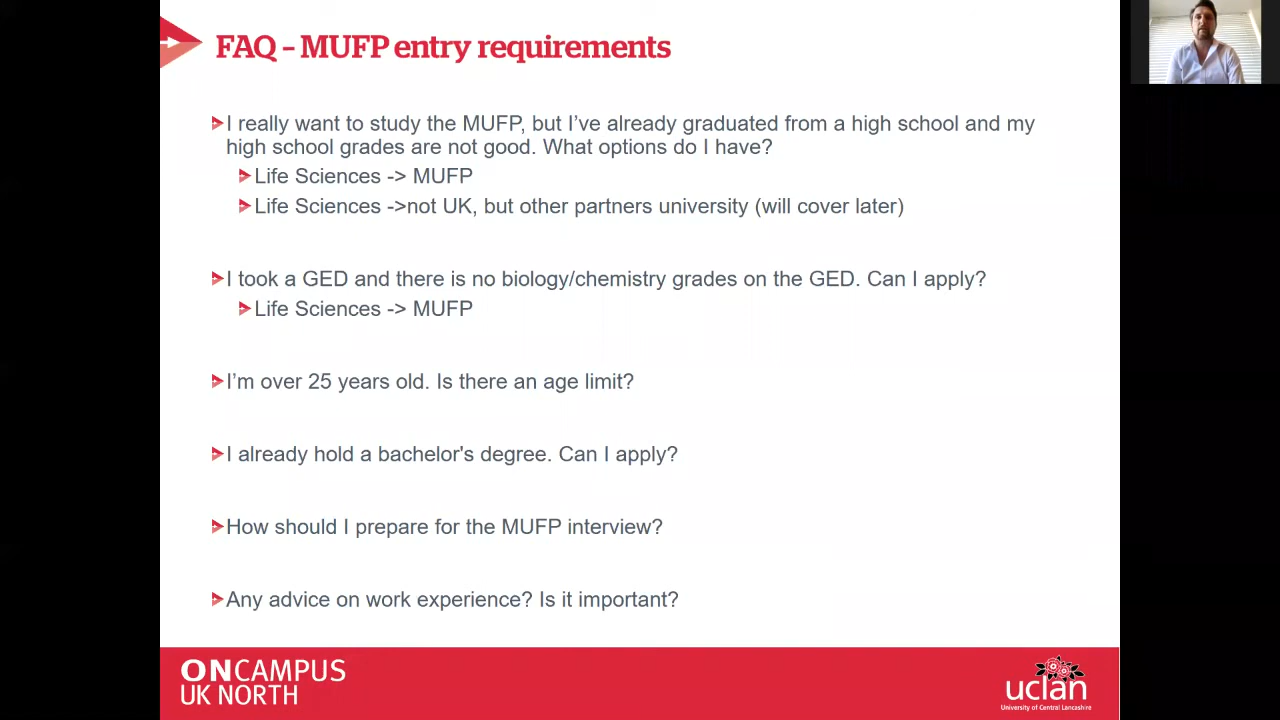 FAQ – MUFP entry requirements
I really want to study the MUFP, but I've already graduated from a high school and my
high school grades are not good. What options do I have?
Life Sciences -> MUFP
Life Sciences ->not UK, but other partners university (will cover later)
I took a GED and there is no biology/chemistry grades on the GED. Can I apply?
Life Sciences -> MUFP
I'm over 25 years old. Is there an age limit?
I already hold a bachelor's degree. Can I apply?
How should I prepare for the MUFP interview?
Any advice on work experience? Is it important?
ONCAMPUS
UK NORTH
uclan
University of Central Lancashire